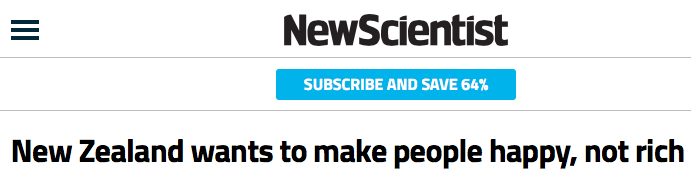 NewScientist
SUBSCRIBE AND SAVE 64%
New Zealand wants to make people happy, not rich